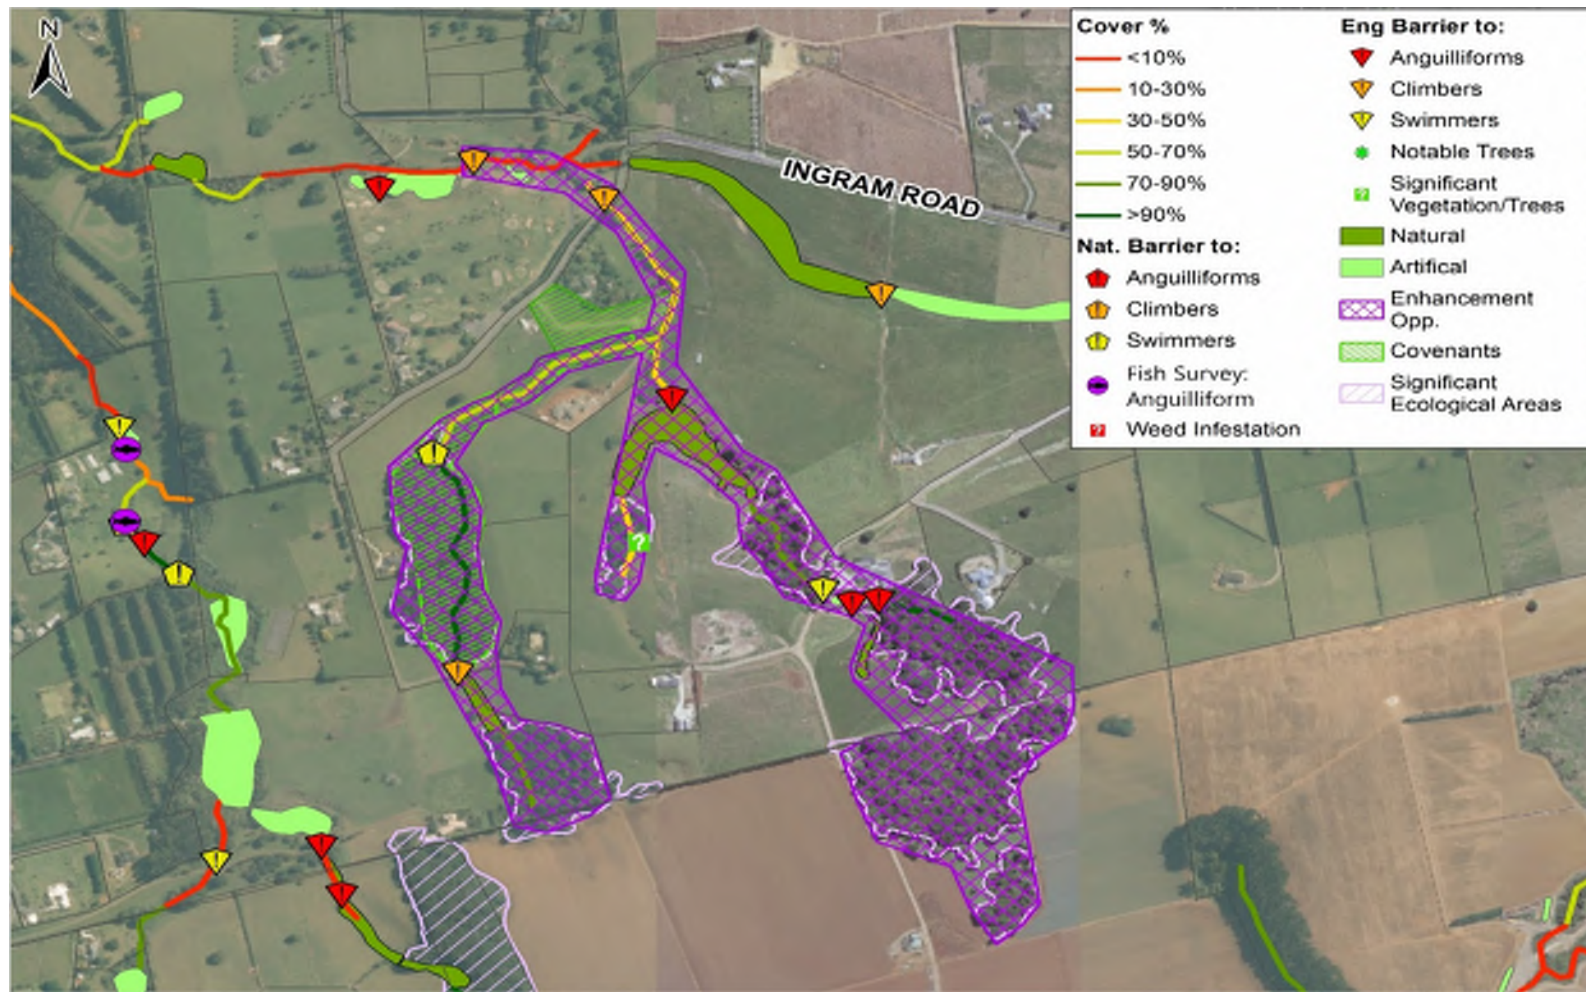 N
INGRAM ROAD
Cover %
<10%
10-30%
30-50%
50-70%
70-90%
>90%
Nat. Barrier to:
Anguilliforms
Climbers
Swimmers
Fish Survey:
Anguilliform
? Weed Infestation
Eng Barrier to:
! Anguilliforms
! Climbers
! Swimmers
Notable Trees
? Significant
Vegetation/Trees
Natural
Artifical
Enhancement
Opp.
Covenants
Significant
Ecological Areas